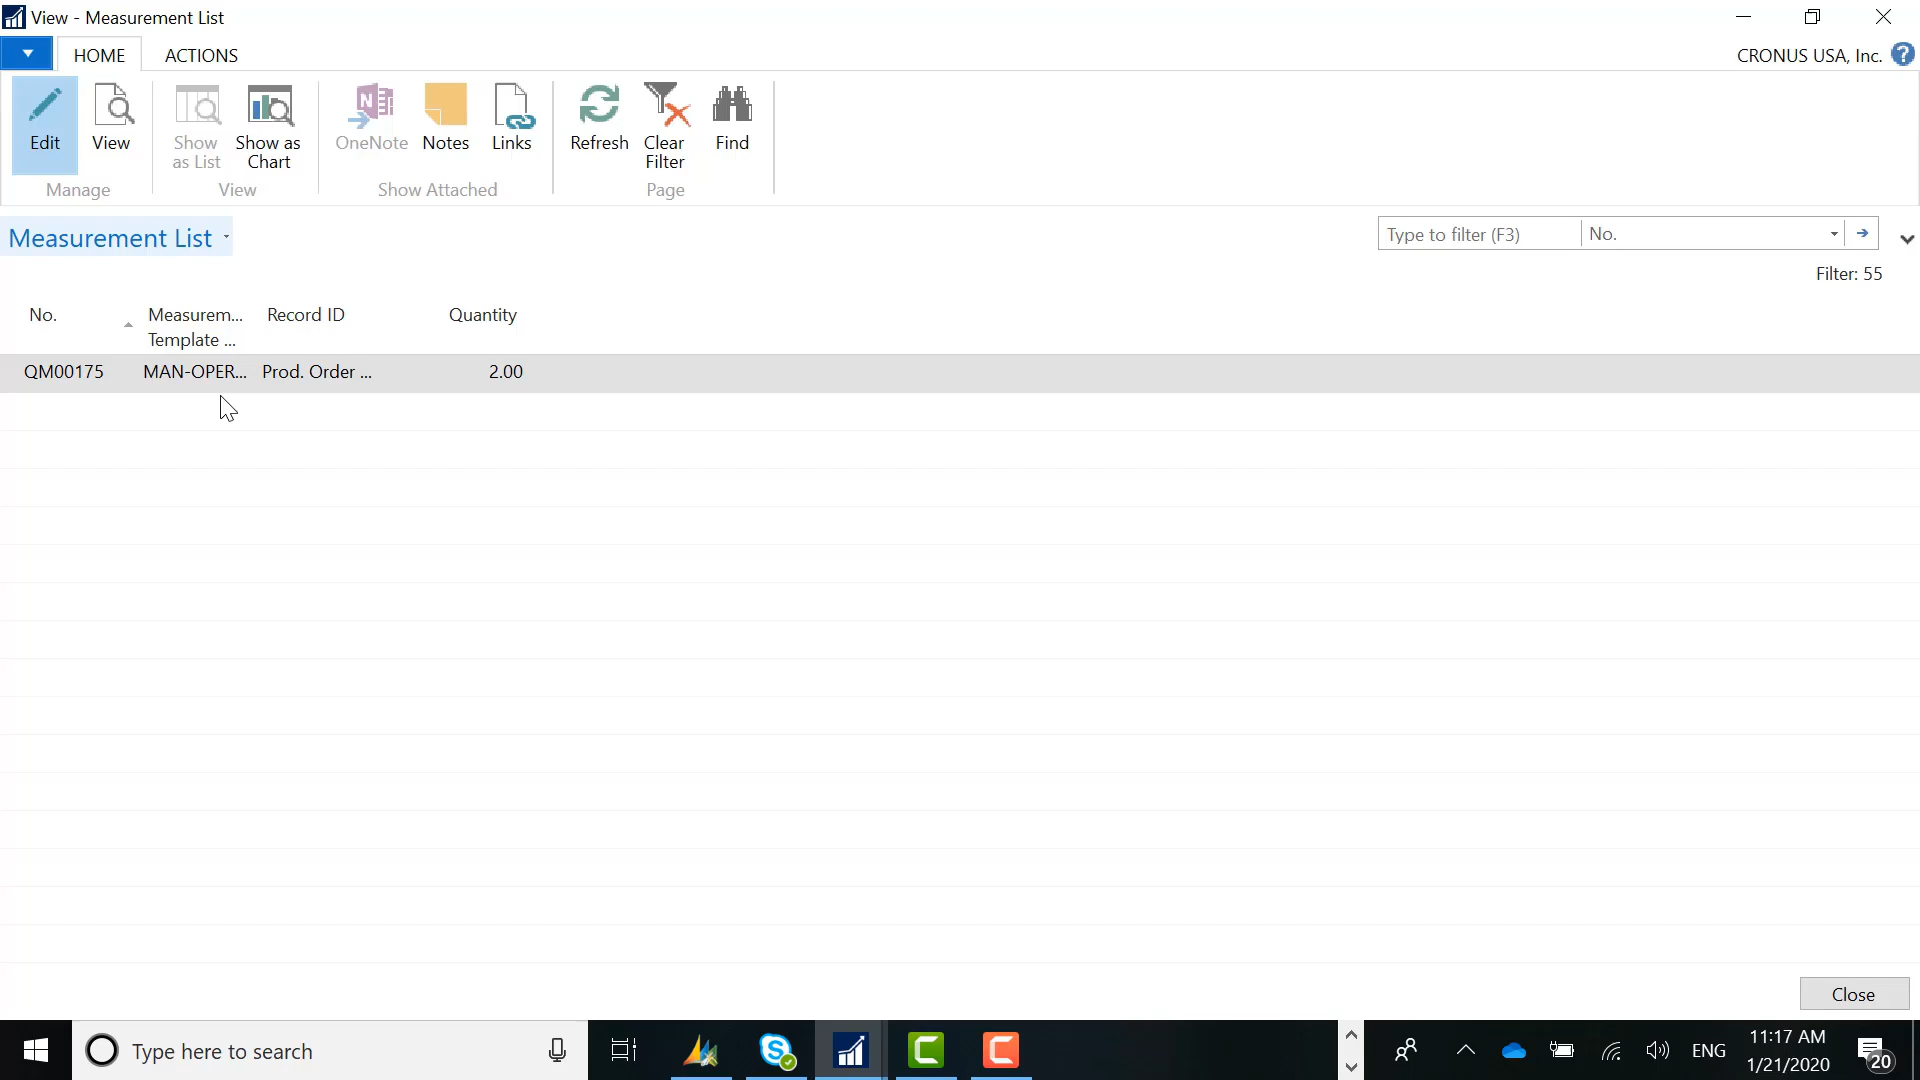 View - Measurement List
HOME
ACTIONS
CRONUS USA, Inc.
?
Edit
View
Show as List
Show as Chart
OneNote
Notes
Links
Refresh
Clear Filter
Find
Manage
View
Show Attached
Page
Measurement List
Type to filter (F3)
No.
Filter: 55
No.
Measurem...
Template ...
Record ID
Quantity
QM00175
MAN-OPER...
Prod. Order ...
2.00
Close
Type here to search
ENG
11:17 AM
1/21/2020
20